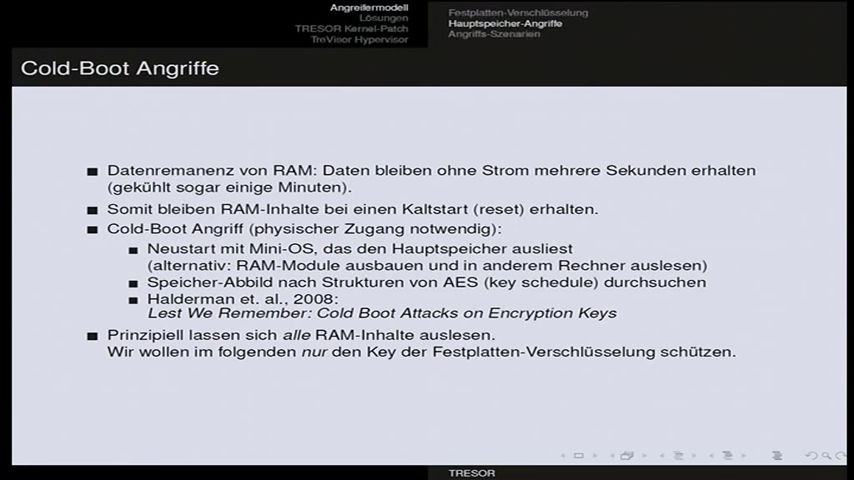 Angreifermodell
Lösungen
TRESOR Kernel-Patch
TreVisor Hypervisor
Festplatten-Verschlüsselung
Hauptspeicher-Angriffe
Angriffs-Szenarien
Cold-Boot Angriffe
Datenremanenz von RAM: Daten bleiben ohne Strom mehrere Sekunden erhalten
(gekühlt sogar einige Minuten).
Somit bleiben RAM-Inhalte bei einen Kaltstart (reset) erhalten.
Cold-Boot Angriff (physischer Zugang notwendig):
Neustart mit Mini-OS, das den Hauptspeicher ausliest
(alternativ: RAM-Module ausbauen und in anderem Rechner auslesen)
Speicher-Abbild nach Strukturen von AES (key schedule) durchsuchen
Halderman et. al., 2008:
Lest We Remember: Cold Boot Attacks on Encryption Keys
Prinzipiell lassen sich alle RAM-Inhalte auslesen.
Wir wollen im folgenden nur den Key der Festplatten-Verschlüsselung schützen.
TRESOR